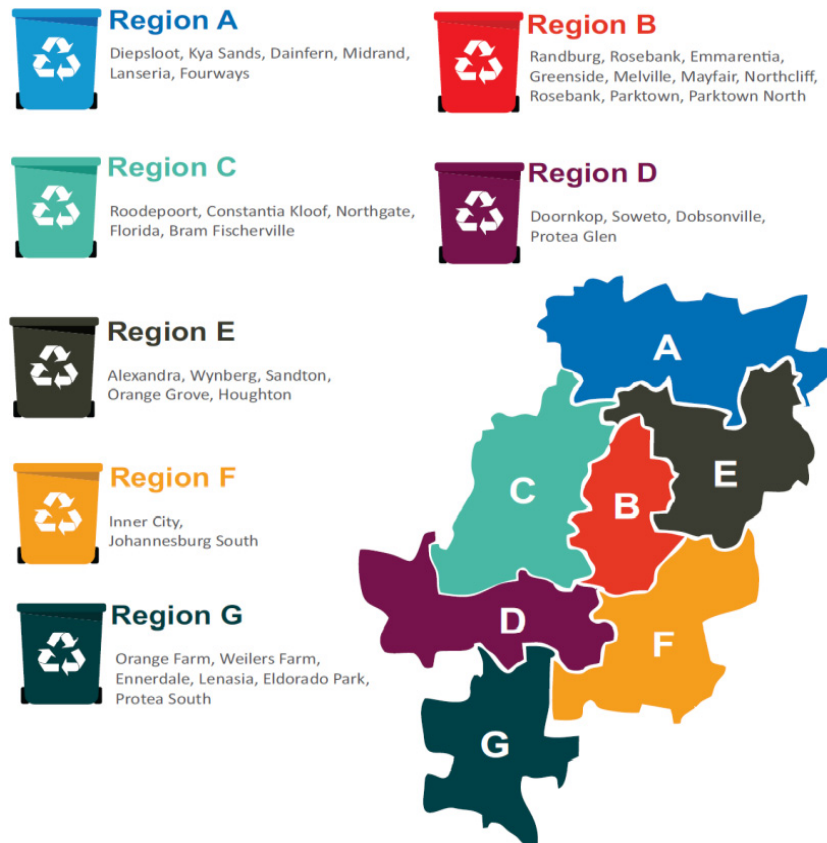 Region A
Diepsloot, Kya Sands, Dainfern, Midrand,
Lanseria, Fourways
Region B
Randburg, Rosebank, Emmarentia,
Greenside, Melville, Mayfair, Northcliff,
Rosebank, Parktown, Parktown North
Region C
Roodepoort, Constantia Kloof, Northgate,
Florida, Bram Fischerville
Region D
Doornkop, Soweto, Dobsonville,
Protea Glen
Region E
Alexandra, Wynberg, Sandton,
Orange Grove, Houghton
Region F
Inner City,
Johannesburg South
Region G
Orange Farm, Weilers Farm,
Ennerdale, Lenasia, Eldorado Park,
Protea South
A
E
C
B
D
F
G